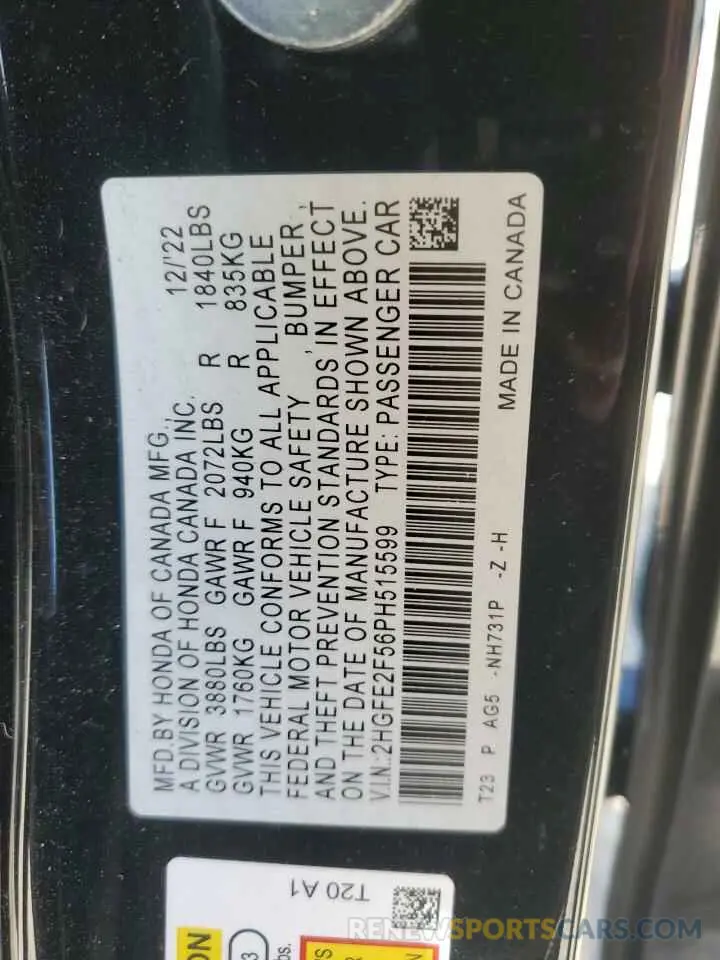 MFD.BY HONDA OF CANADA MFG., 12/'22
A DIVISION OF HONDA CANADA INC.
GVWR 3880LBS GAWR F 2072LBS R 1840LBS
GVWR 1760KG GAWR F 940KG R 835KG
THIS VEHICLE CONFORMS TO ALL APPLICABLE
FEDERAL MOTOR VEHICLE SAFETY, BUMPER,
AND THEFT PREVENTION STANDARDS IN EFFECT
ON THE DATE OF MANUFACTURE SHOWN ABOVE.
V.I.N.:2HGFE2F56PH515599 TYPE: PASSENGER CAR
T23 P AG5 -NH731P -Z -H MADE IN CANADA
T20 A1
RENEWSPORTSCARS.COM